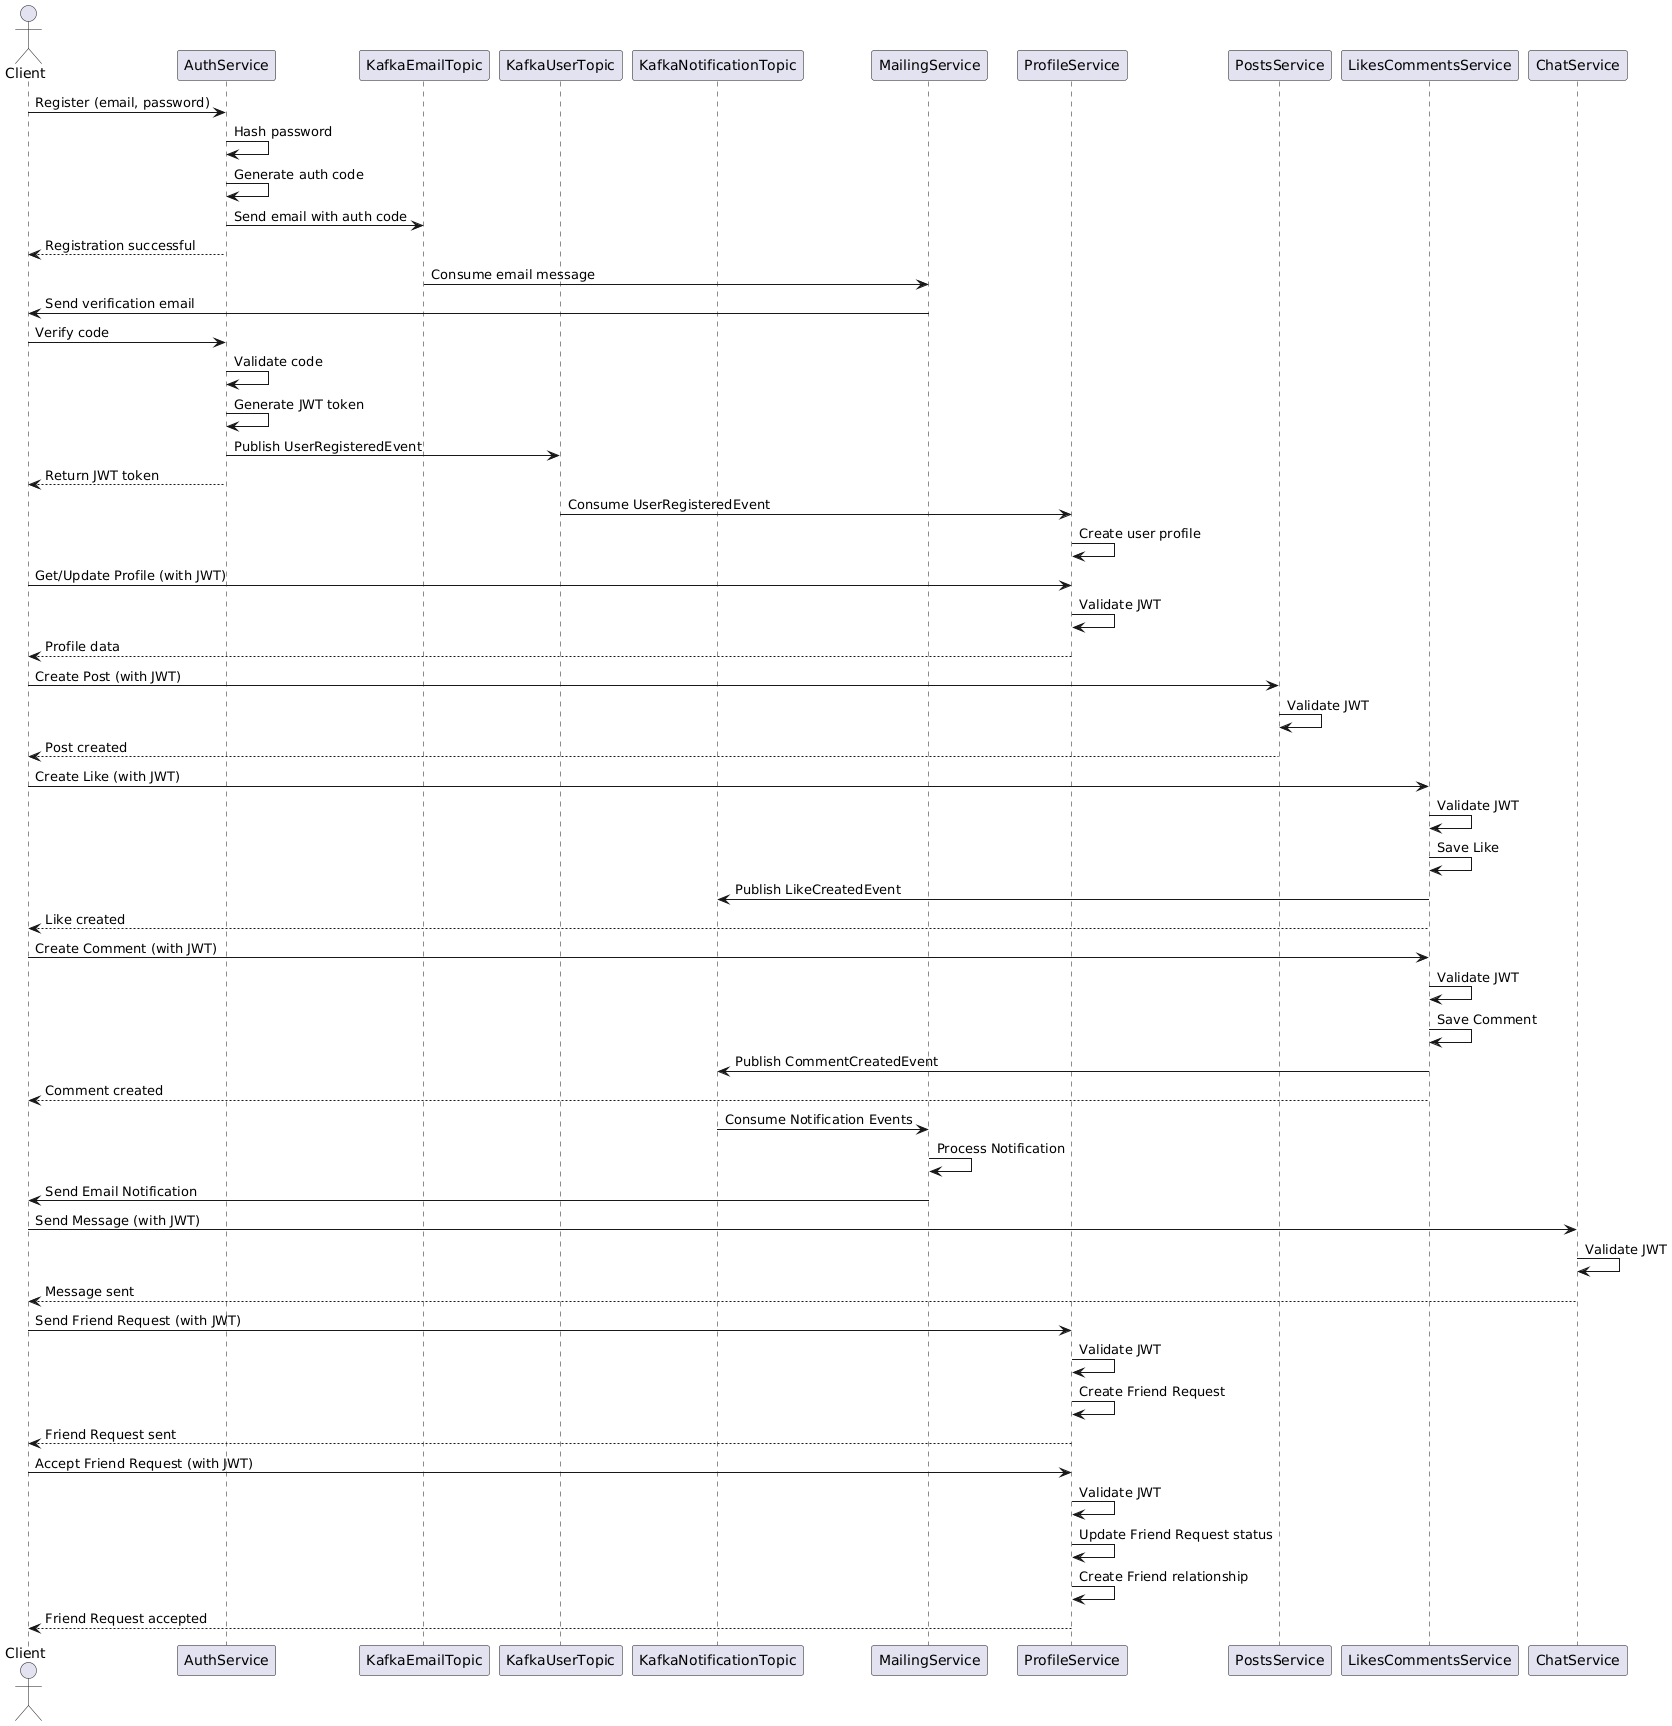 Client
AuthService
KafkaEmailTopic
KafkaUserTopic
KafkaNotificationTopic
MailingService
ProfileService
PostsService
LikesCommentsService
ChatService
Register (email, password)
Hash password
Generate auth code
Send email with auth code
Registration successful
Consume email message
Send verification email
Verify code
Validate code
Generate JWT token
Publish UserRegisteredEvent
Return JWT token
Consume UserRegisteredEvent
Create user profile
Get/Update Profile (with JWT)
Validate JWT
Profile data
Create Post (with JWT)
Validate JWT
Post created
Create Like (with JWT)
Validate JWT
Save Like
Publish LikeCreatedEvent
Like created
Create Comment (with JWT)
Validate JWT
Save Comment
Publish CommentCreatedEvent
Comment created
Consume Notification Events
Process Notification
Send Email Notification
Send Message (with JWT)
Validate JWT
Message sent
Send Friend Request (with JWT)
Validate JWT
Create Friend Request
Friend Request sent
Accept Friend Request (with JWT)
Validate JWT
Update Friend Request status
Create Friend relationship
Friend Request accepted
Client
AuthService
KafkaEmailTopic
KafkaUserTopic
KafkaNotificationTopic
MailingService
ProfileService
PostsService
LikesCommentsService
ChatService